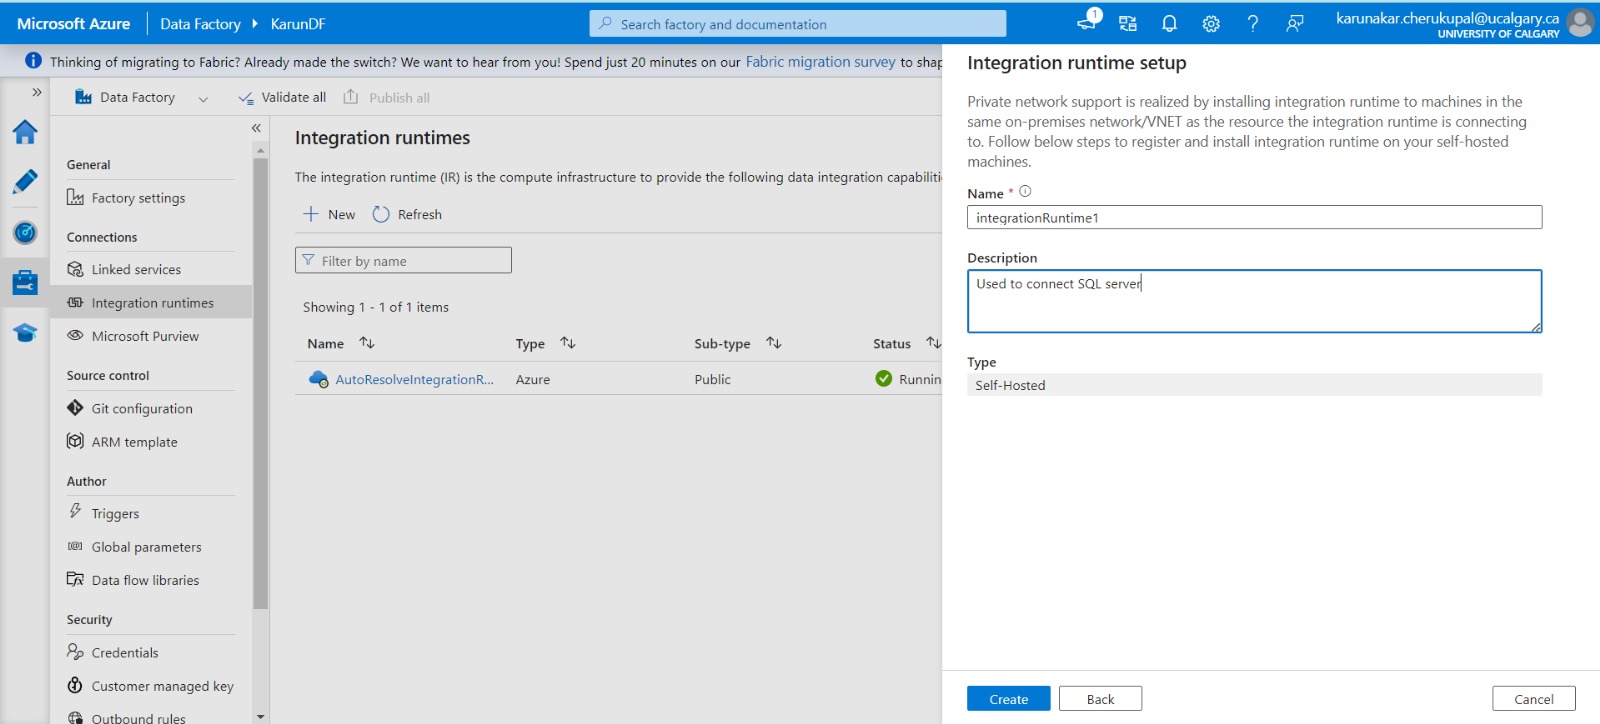 Microsoft Azure
Data Factory
KarunDF
Search factory and documentation
1
karunakar.cherukupal@ucalgary.ca
UNIVERSITY OF CALGARY
Thinking of migrating to Fabric? Already made the switch? We want to hear from you! Spend just 20 minutes on our Fabric migration survey to shap
Data Factory
Validate all
Publish all
General
Factory settings
Connections
Linked services
Integration runtimes
Microsoft Purview
Source control
Git configuration
ARM template
Author
Triggers
Global parameters
Data flow libraries
Security
Credentials
Customer managed key
Outbound rules
Integration runtimes
The integration runtime (IR) is the compute infrastructure to provide the following data integration capabiliti
New
Refresh
Filter by name
Showing 1 - 1 of 1 items
Name Type Sub-type Status
AutoResolveIntegrationR... Azure Public Runnin
Integration runtime setup
Private network support is realized by installing integration runtime to machines in the
same on-premises network/VNET as the resource the integration runtime is connecting
to. Follow below steps to register and install integration runtime on your self-hosted
machines.
Name *
integrationRuntime1
Description
Used to connect SQL server
Type
Self-Hosted
Create
Back
Cancel